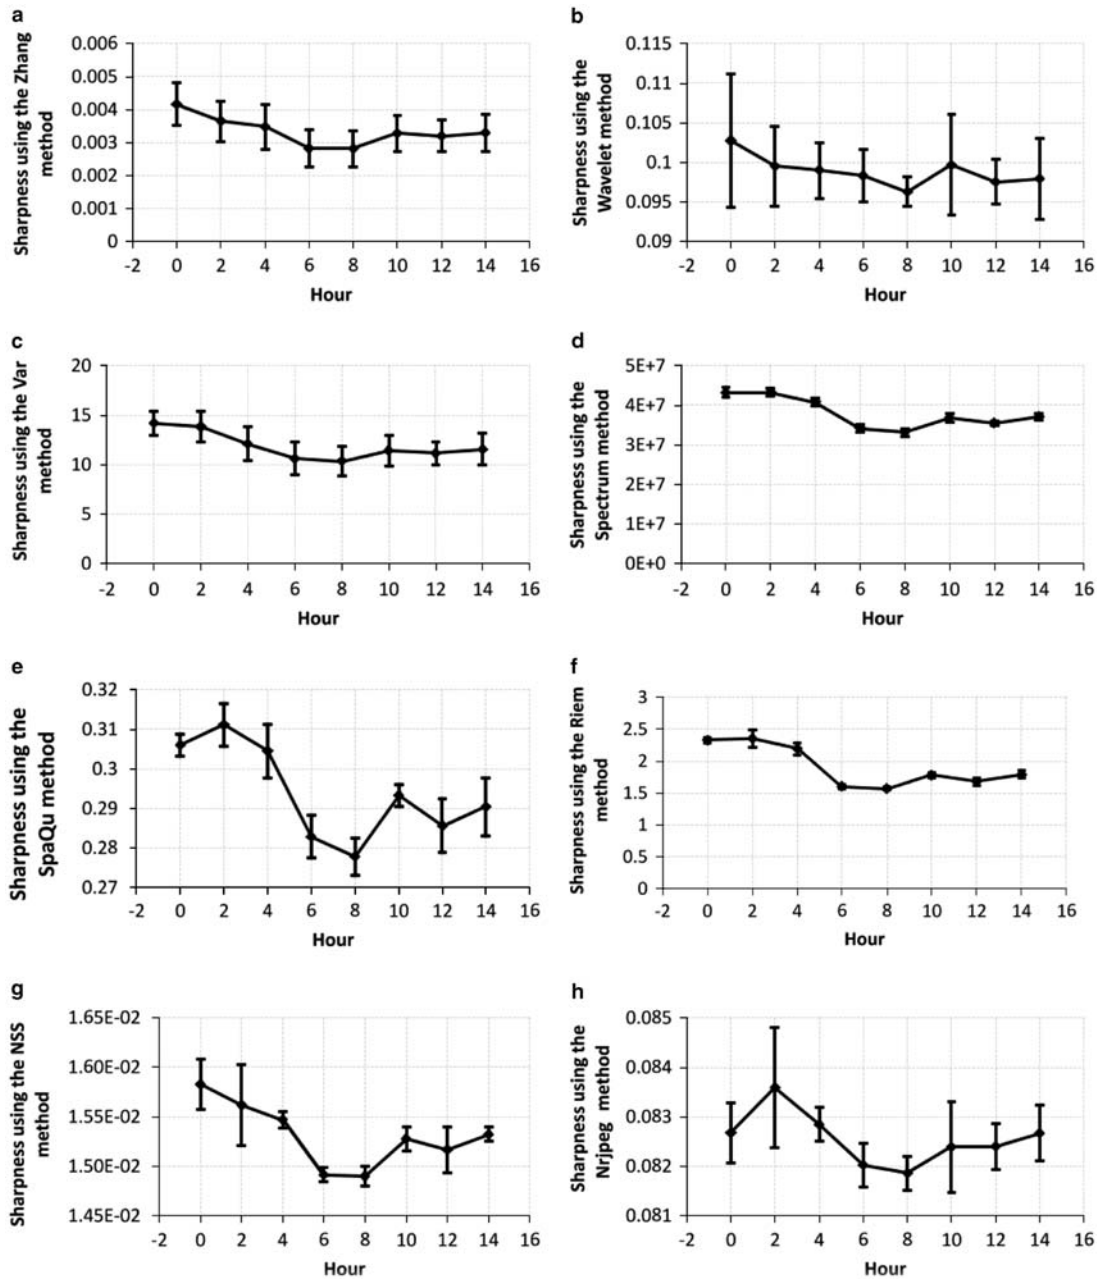 a
Sharpness using the Zhang
method
0.006
0.005
0.004
0.003
0.002
0.001
0
-2 0 2 4 6 8 10 12 14 16
Hour
b
Sharpness using the
Wavelet method
0.115
0.11
0.105
0.1
0.095
0.09
-2 0 2 4 6 8 10 12 14 16
Hour
c
Sharpness using the Var
method
20
15
10
5
0
-2 0 2 4 6 8 10 12 14 16
Hour
d
Sharpness using the
Spectrum method
5E+7
4E+7
3E+7
2E+7
1E+7
0E+0
-2 0 2 4 6 8 10 12 14 16
Hour
e
Sharpness using the
SpaQu method
0.32
0.31
0.3
0.29
0.28
0.27
-2 0 2 4 6 8 10 12 14 16
Hour
f
Sharpness using the Riem
method
3
2.5
2
1.5
1
0.5
0
-2 0 2 4 6 8 10 12 14 16
Hour
g
Sharpness using the NSS
method
1.65E-02
1.60E-02
1.55E-02
1.50E-02
1.45E-02
-2 0 2 4 6 8 10 12 14 16
Hour
h
Sharpness using the
Nrjpeg method
0.085
0.084
0.083
0.082
0.081
-2 0 2 4 6 8 10 12 14 16
Hour